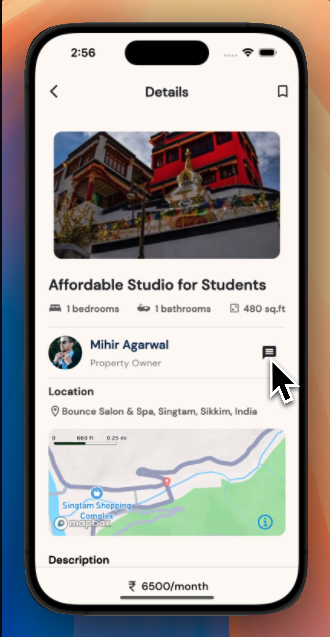 2:56
Details
Affordable Studio for Students
1 bedrooms 1 bathrooms 480 sq.ft
Mihir Agarwal
Property Owner
Location
Bounce Salon & Spa, Singtam, Sikkim, India
0 660 ft 0.25 mi
Singtam Shopping
Complex
mapbox
Description
₹ 6500/month